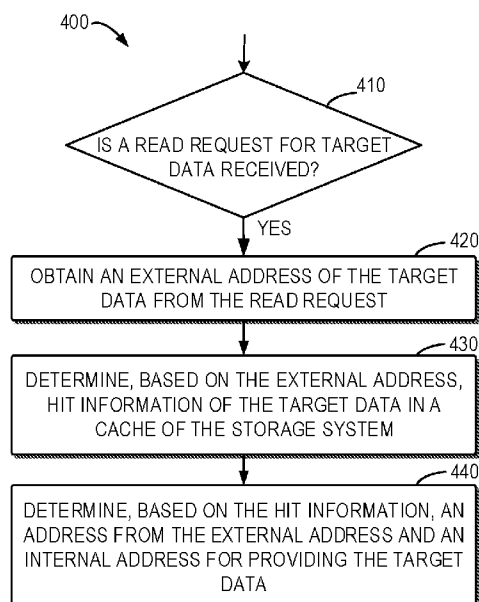 400
410
IS A READ REQUEST FOR TARGET
DATA RECEIVED?
YES
420
OBTAIN AN EXTERNAL ADDRESS OF THE TARGET
DATA FROM THE READ REQUEST
430
DETERMINE, BASED ON THE EXTERNAL ADDRESS,
HIT INFORMATION OF THE TARGET DATA IN A
CACHE OF THE STORAGE SYSTEM
440
DETERMINE, BASED ON THE HIT INFORMATION, AN
ADDRESS FROM THE EXTERNAL ADDRESS AND AN
INTERNAL ADDRESS FOR PROVIDING THE TARGET
DATA